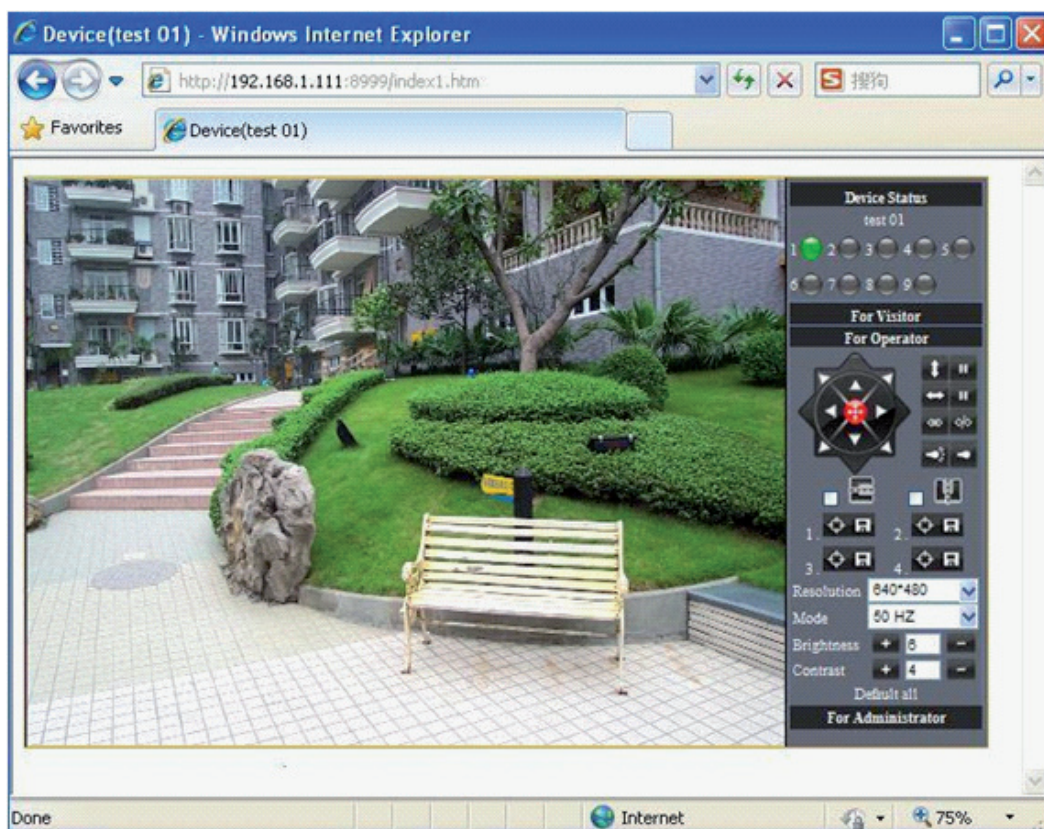 Device(test 01) - Windows Internet Explorer
http://192.168.1.111:8999/index1.htm
搜狗
Favorites
Device(test 01)
Device Status
test 01
1 2 3 4 5
6 7 8 9
For Visitor
For Operator
1. 2.
3. 4.
Resolution 640*480
Mode 50 HZ
Brightness + 6 -
Contrast + 4 -
Default all
For Administrator
Done Internet 75%